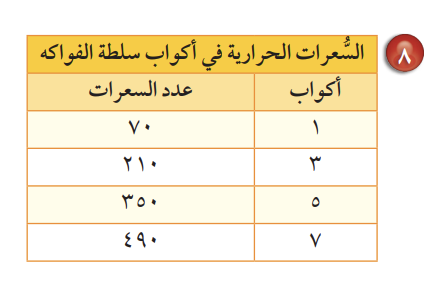 ٨
السُّعرات الحرارية في أكواب سلطة الفواكه
أكواب عدد السعرات
١ ٧٠
٣ ٢١٠
٥ ٣٥٠
٧ ٤٩٠